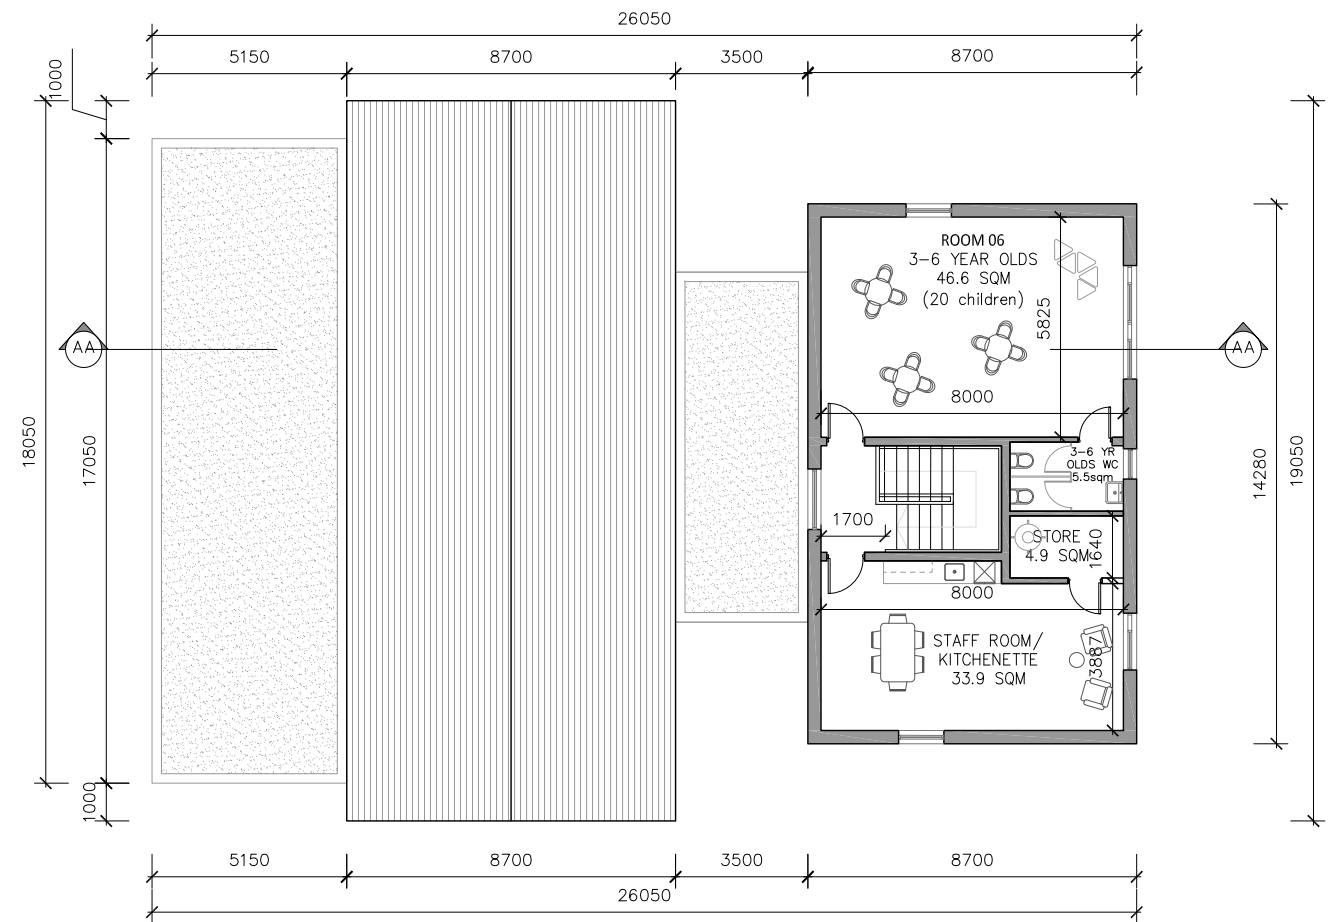 26050
5150
8700
3500
8700
1000
ROOM 06
3-6 YEAR OLDS
46.6 SQM
(20 children)
5825
AA
AA
8000
18050
17050
3-6 YR
OLDS WC
5.5sqm
14280
19050
1700
STORE
4.9 SQM
1640
8000
STAFF ROOM/
KITCHENETTE
33.9 SQM
3887
1000
5150
8700
3500
8700
26050